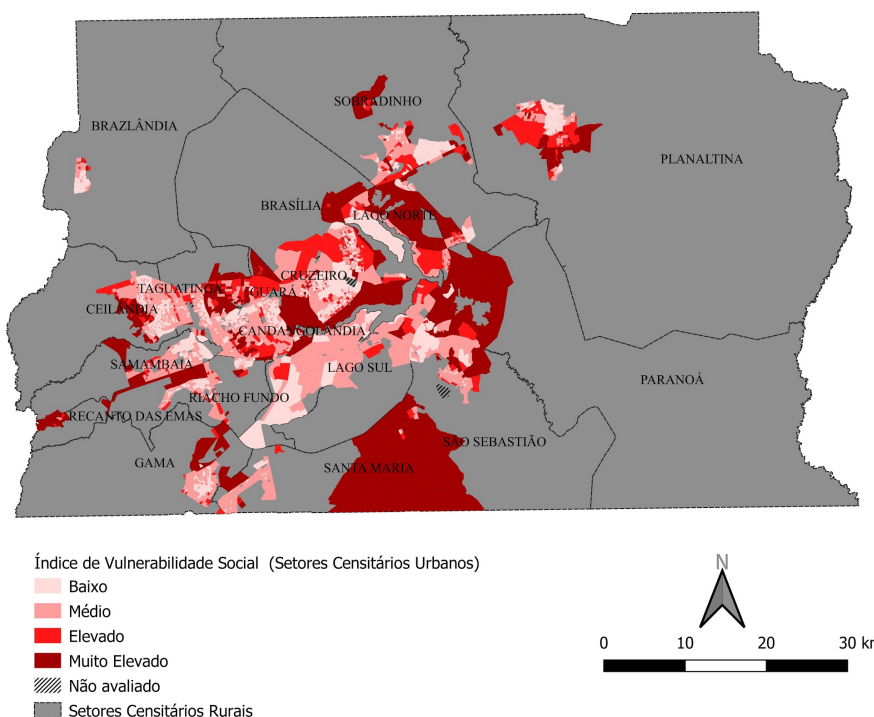 SOBRADINHO
BRAZLÂNDIA
PLANALTINA
BRASÍLIA
LAGO NORTE
CRUZEIRO
TAGUATINGA
GUARÁ
CEILÂNDIA
CANDANGOLÂNDIA
SAMAMBAIA
LAGO SUL
PARANOÁ
RIACHO FUNDO
RECANTO DAS EMAS
SÃO SEBASTIÃO
GAMA
SANTA MARIA
Índice de Vulnerabilidade Social (Setores Censitários Urbanos)
Baixo
Médio
Elevado
Muito Elevado
Não avaliado
Setores Censitários Rurais
N
0 10 20 30 kr